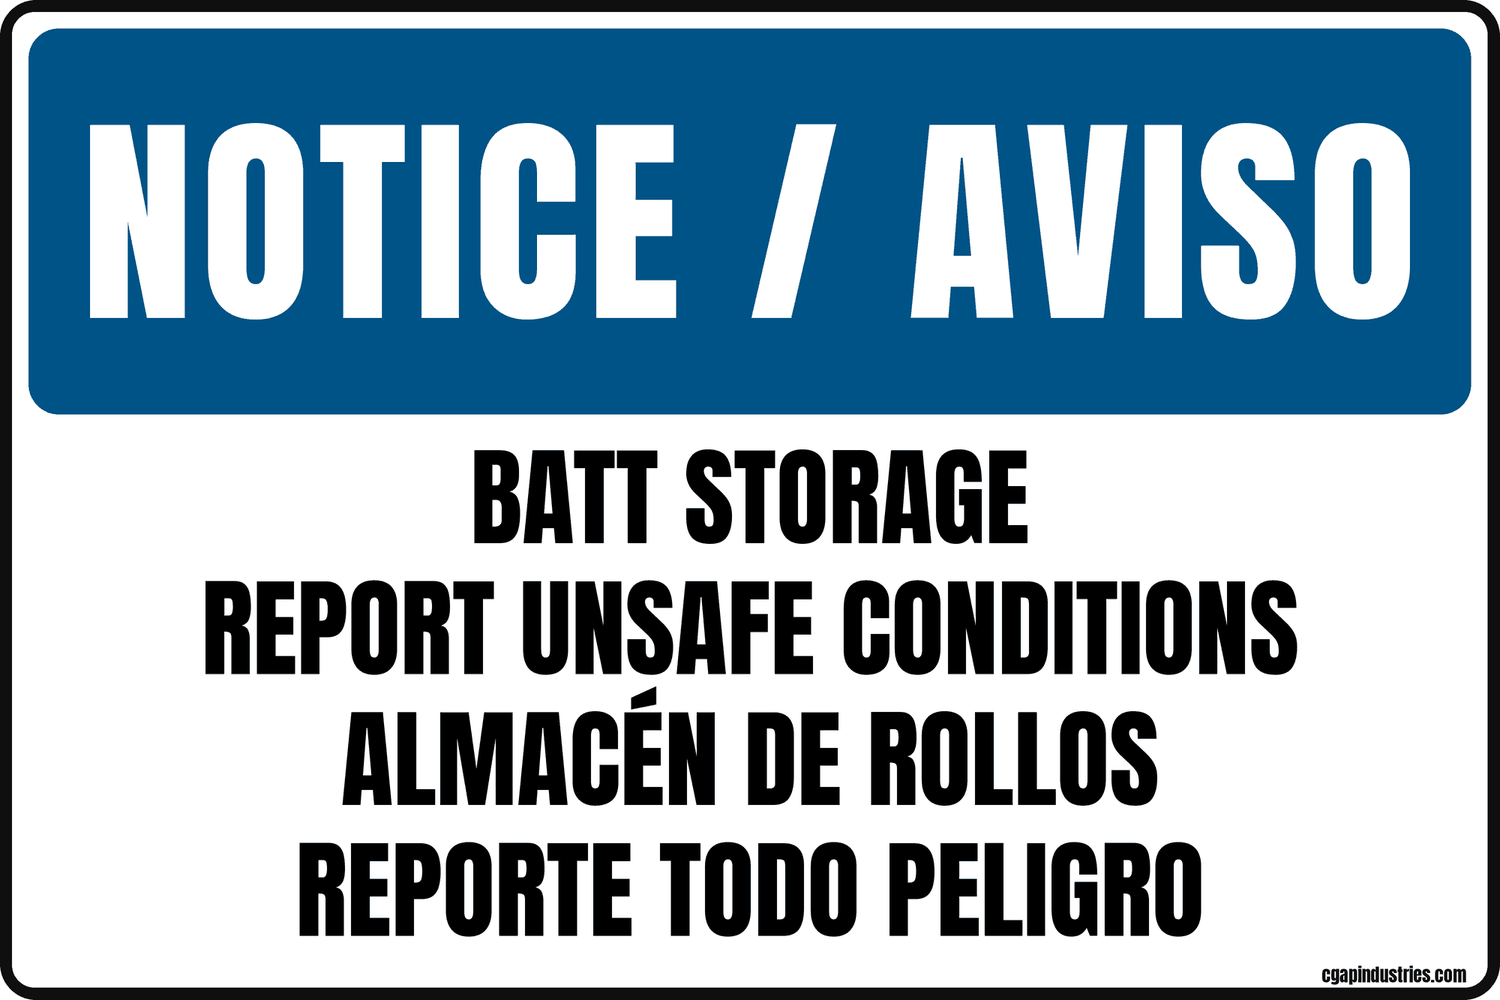 NOTICE / AVISO
BATT STORAGE
REPORT UNSAFE CONDITIONS
ALMACÉN DE ROLLOS
REPORTE TODO PELIGRO
cgapindustries.com